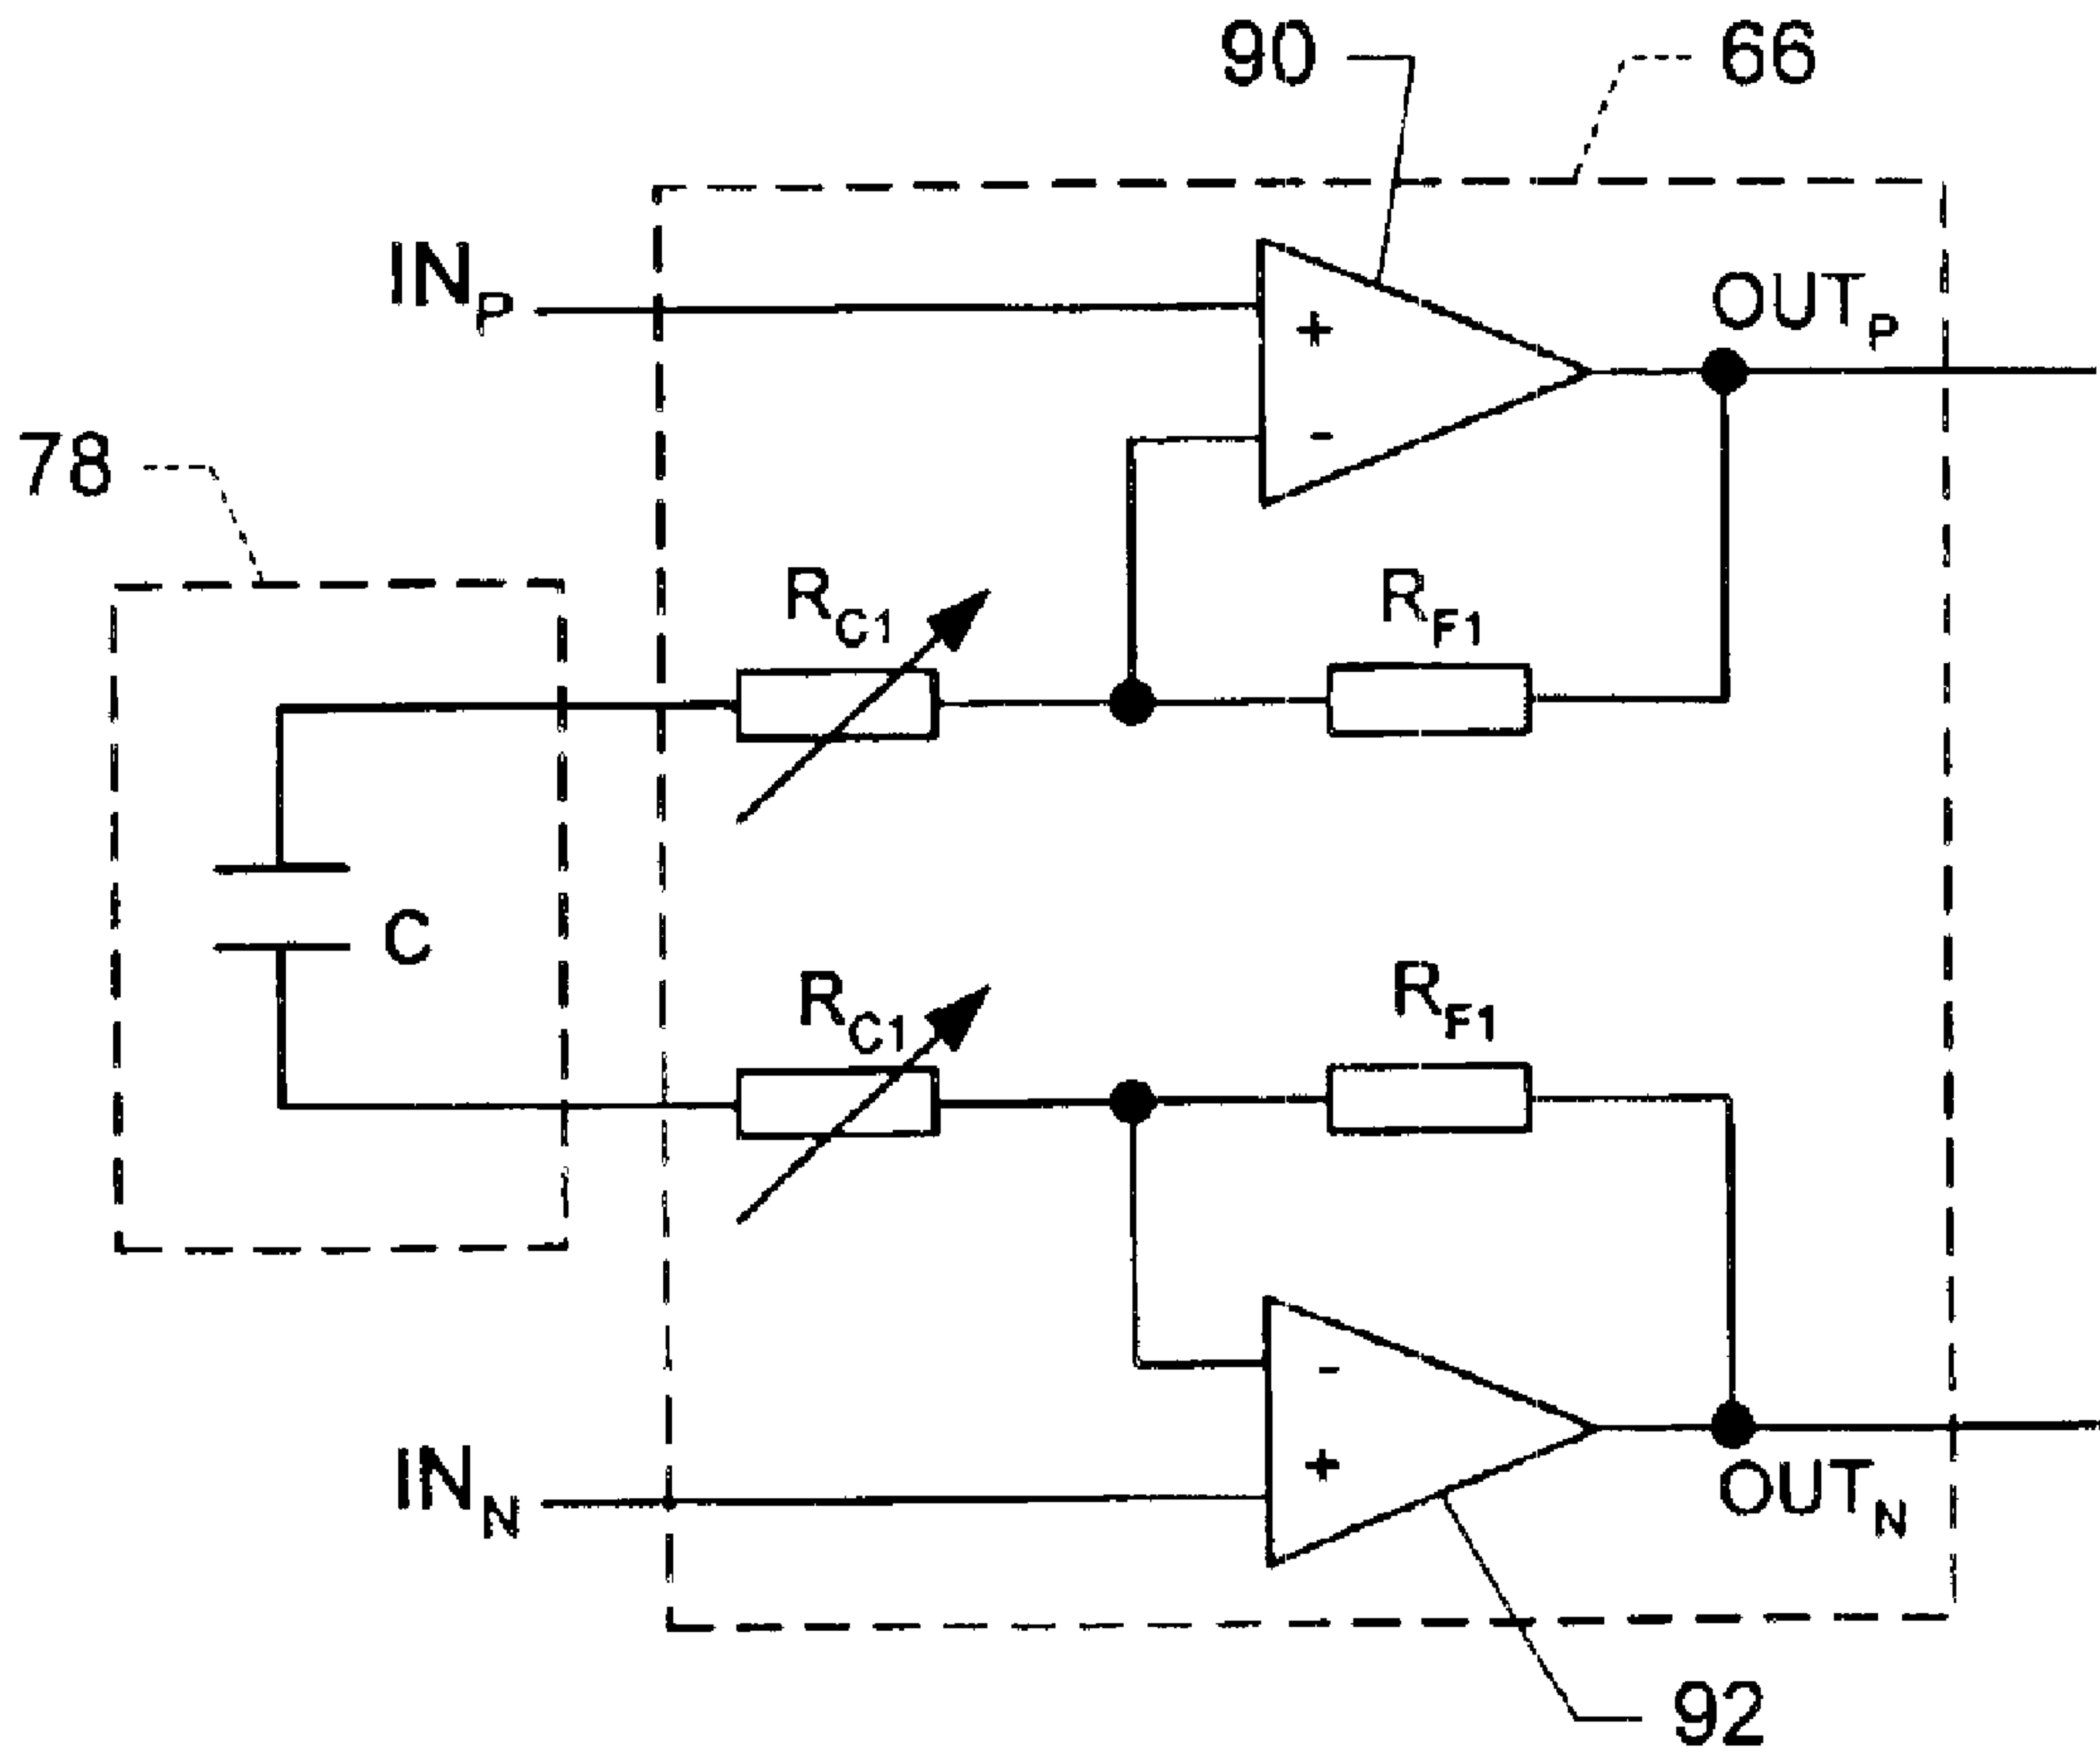 90
66
IN_P
+
-
OUT_P
78
R_C1
R_F1
C
R_C1
R_F1
-
+
IN_N
OUT_N
92